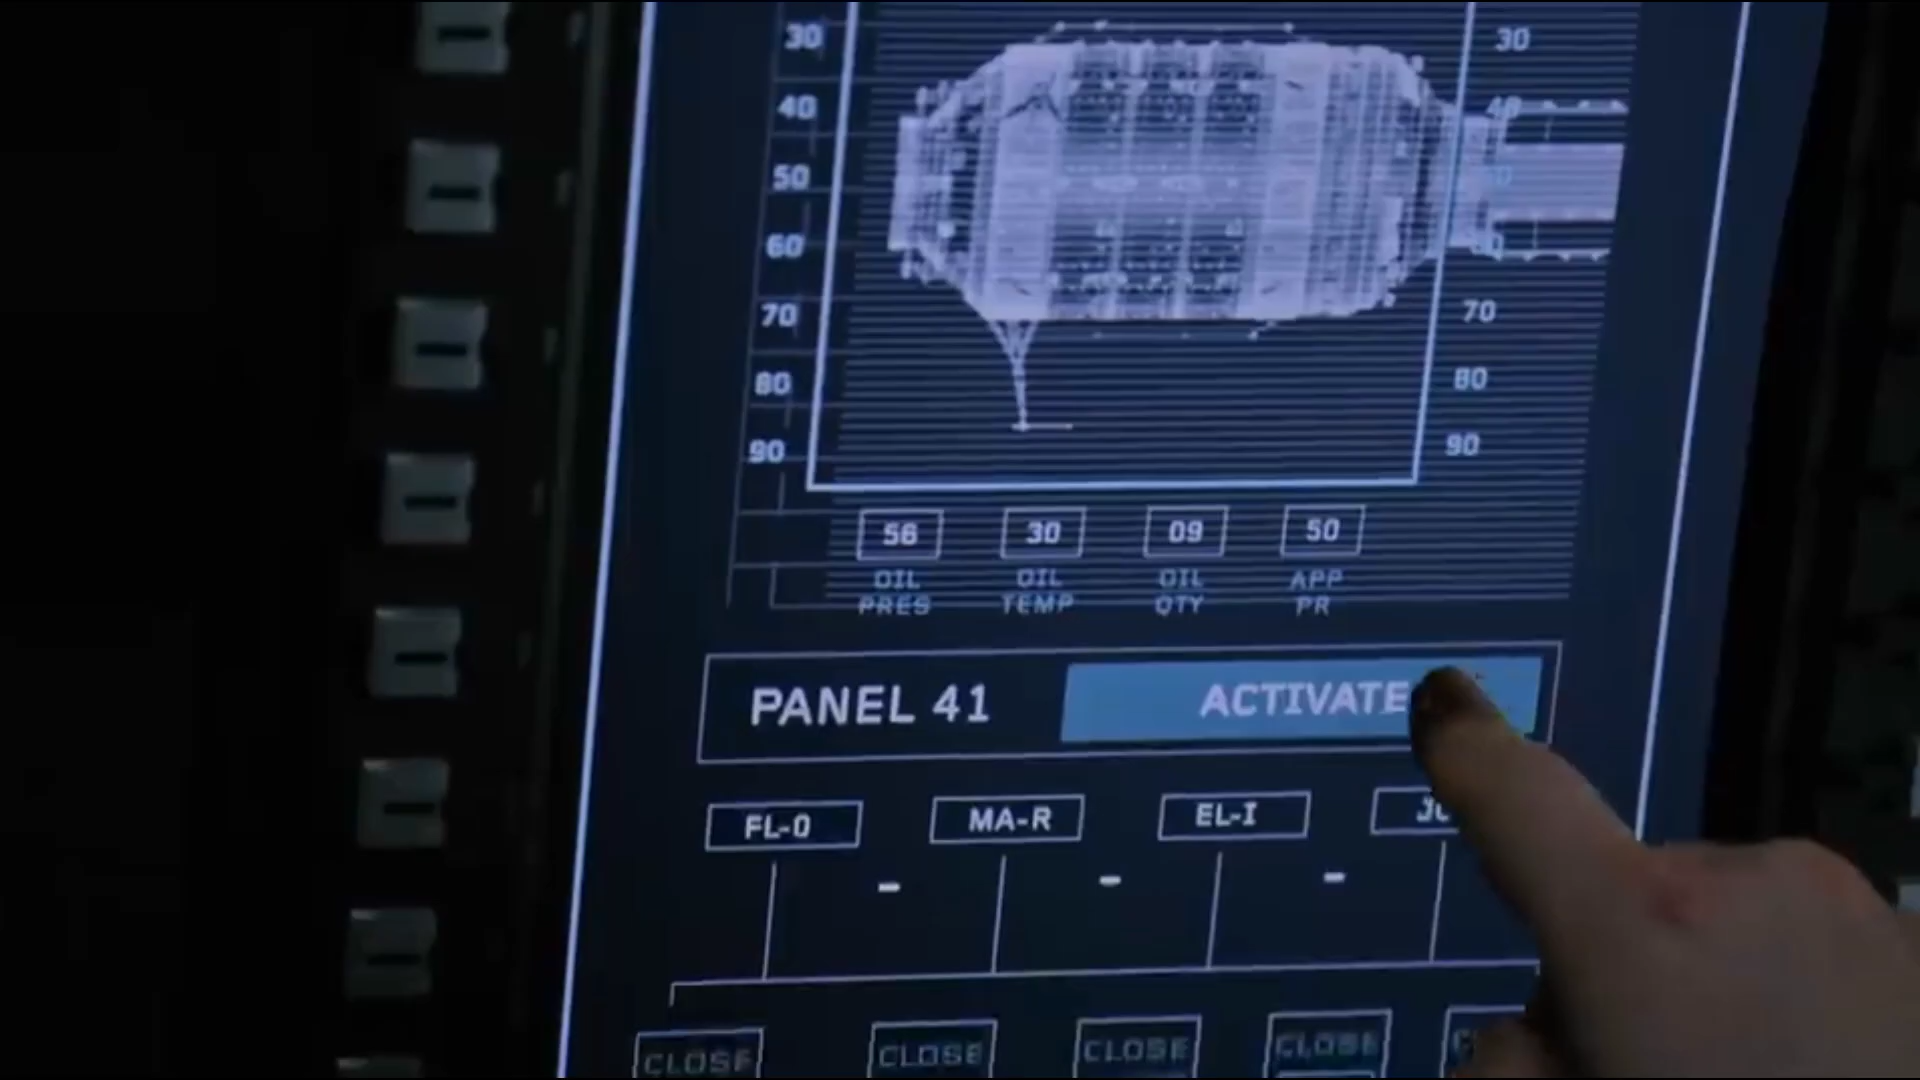 30 30
40 40
50
60
70 70
80 80
90 90
56 30 09 50
OIL PRES OIL TEMP OIL QTY APP PR
PANEL 41 ACTIVATE
FL-0 MA-R EL-I
- - -
CLOSE CLOSE CLOSE CLOSE